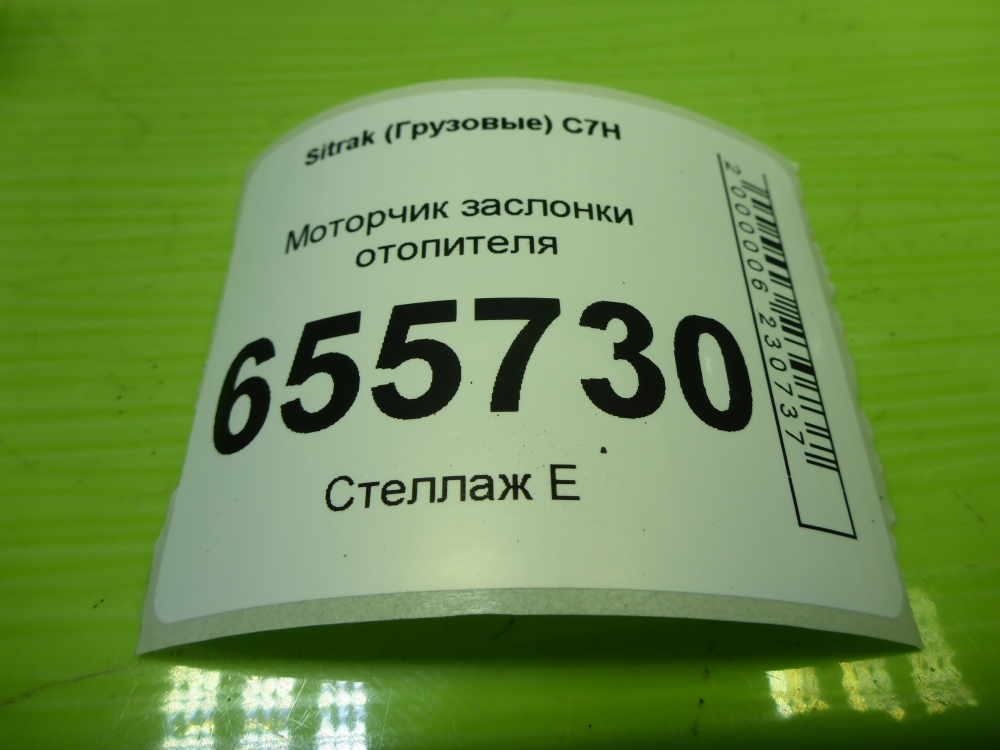 Sitrak (Грузовые) C7H
Моторчик заслонки
отопителя
655730
Стеллаж Е
2000006230737